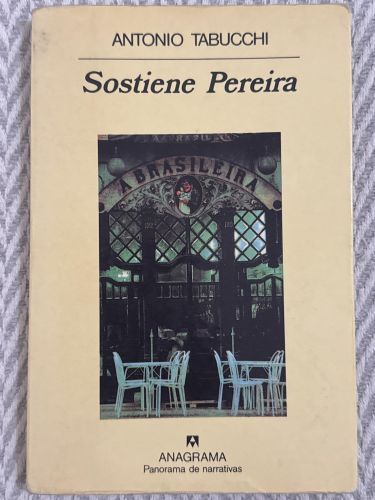 ANTONIO TABUCCHI
Sostiene Pereira
A BRASILEIRA
ANAGRAMA
Panorama de narrativas